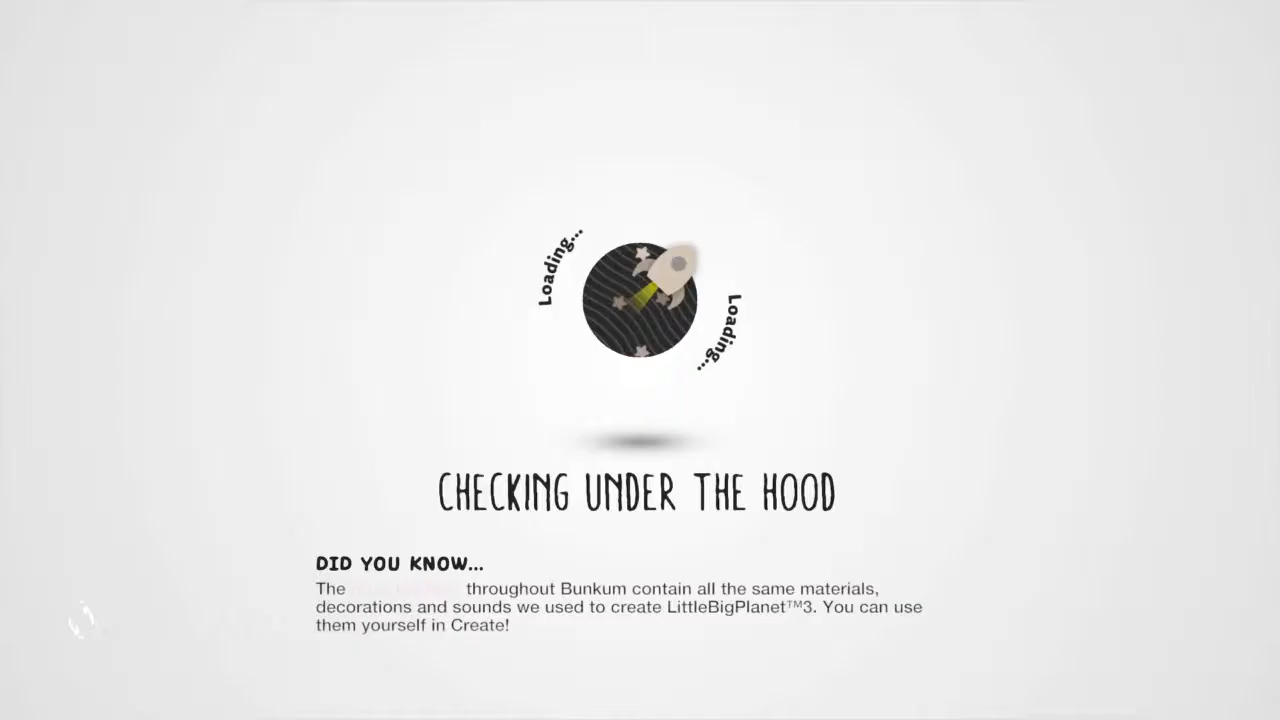 Loading...
Loading...
CHECKING UNDER THE HOOD
DID YOU KNOW...
The throughout Bunkum contain all the same materials,
decorations and sounds we used to create LittleBigPlanet™3. You can use
them yourself in Create!